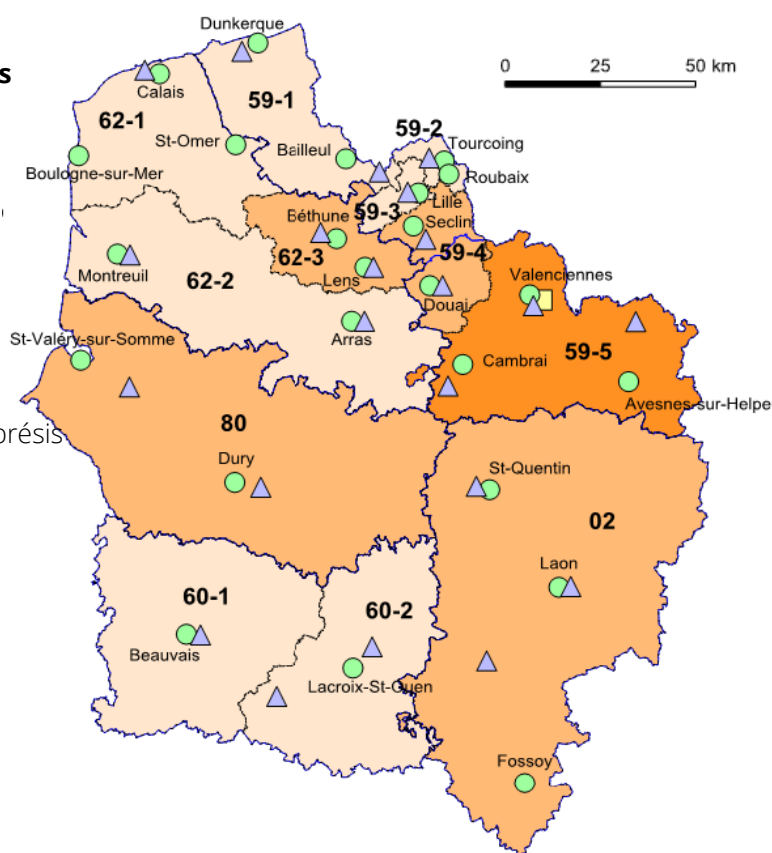 Dunkerque
s
0 25 50 km
Calais
59-1
62-1
59-2
St-Omer
Bailleul
Tourcoing
Boulogne-sur-Mer
Roubaix
Lille
Béthune
59-3
Seclin
62-3
59-4
Montreuil
62-2
Lens
Valenciennes
Douai
St-Valéry-sur-Somme
Arras
59-5
Cambrai
Avesnes-sur-Helpe
80
orésis
Dury
St-Quentin
02
Laon
60-1
60-2
Beauvais
Lacroix-St-Ouen
Fossoy